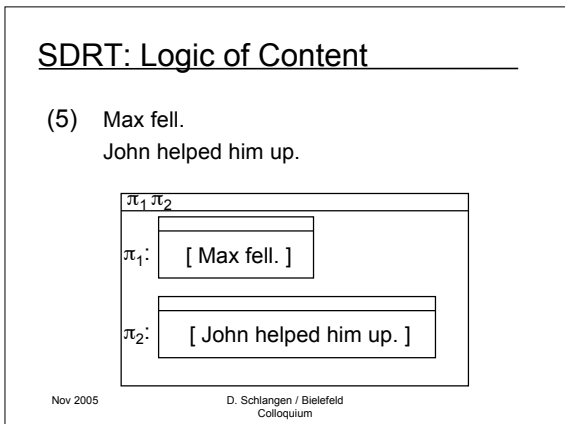 SDRT: Logic of Content
(5) Max fell.
John helped him up.
π1 π2
π1: [ Max fell. ]
π2: [ John helped him up. ]
Nov 2005 D. Schlangen / Bielefeld
Colloquium